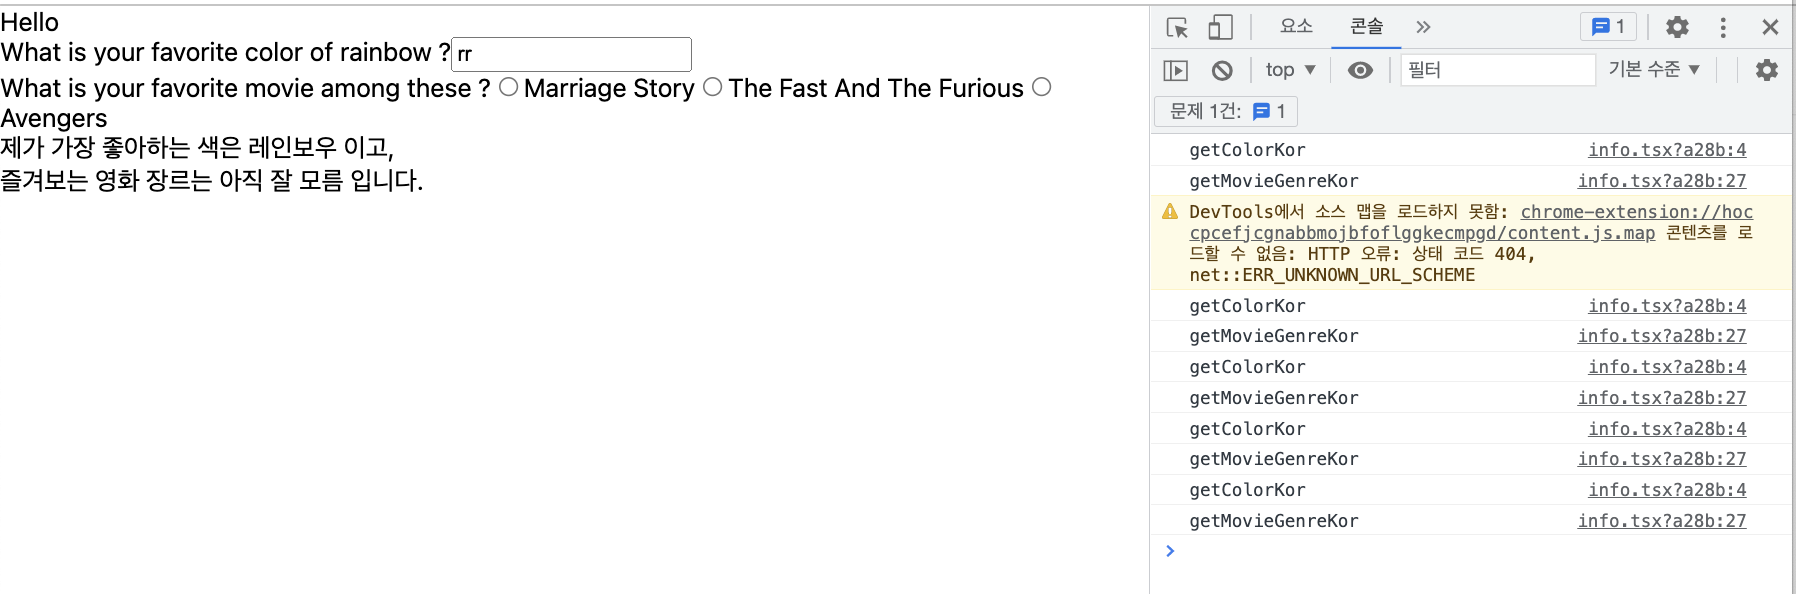 Hello
What is your favorite color of rainbow ? rr
What is your favorite movie among these ? Marriage Story The Fast And The Furious
Avengers
제가 가장 좋아하는 색은 레인보우 이고,
즐겨보는 영화 장르는 아직 잘 모름 입니다.
요소 콘솔 1
top ▼ 필터 기본 수준 ▼
문제 1건: 1
getColorKor info.tsx?a28b:4
getMovieGenreKor info.tsx?a28b:27
DevTools에서 소스 맵을 로드하지 못함: chrome-extension://hoc
cpcefjcgnabbmojbfoflggkecmpgd/content.js.map 콘텐츠를 로
드할 수 없음: HTTP 오류: 상태 코드 404,
net::ERR_UNKNOWN_URL_SCHEME
getColorKor info.tsx?a28b:4
getMovieGenreKor info.tsx?a28b:27
getColorKor info.tsx?a28b:4
getMovieGenreKor info.tsx?a28b:27
getColorKor info.tsx?a28b:4
getMovieGenreKor info.tsx?a28b:27
getColorKor info.tsx?a28b:4
getMovieGenreKor info.tsx?a28b:27